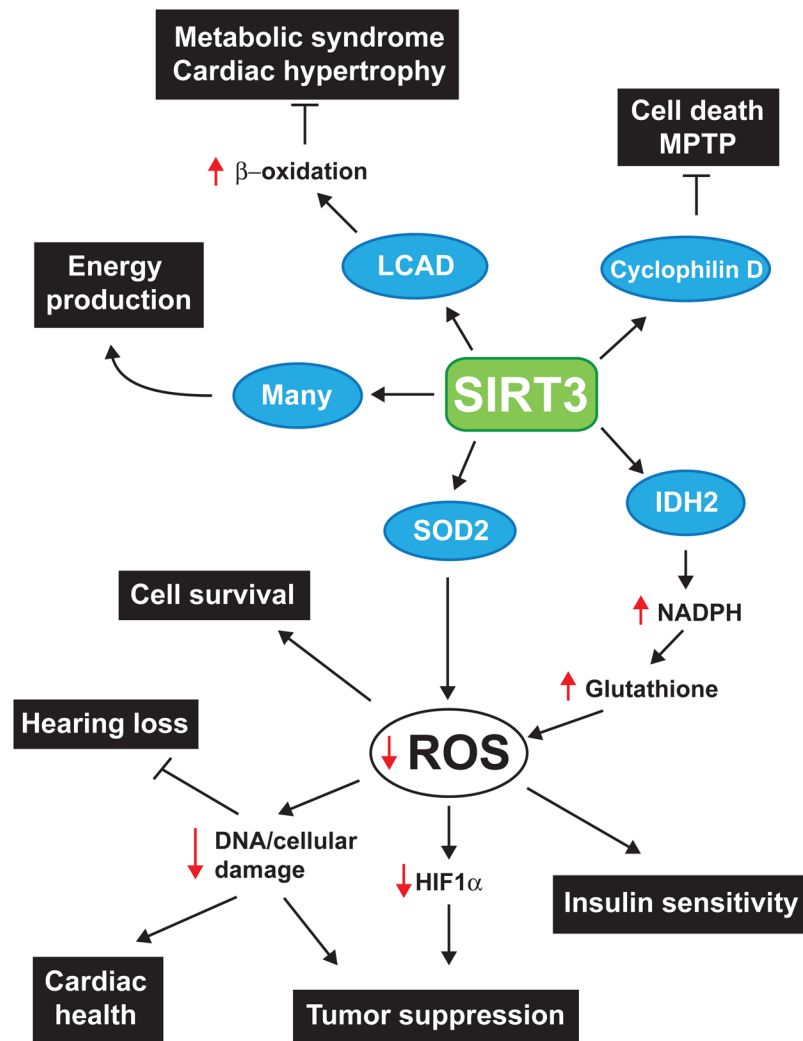 Metabolic syndrome
Cardiac hypertrophy
Cell death
MPTP
β–oxidation
LCAD
Cyclophilin D
Energy
production
Many
SIRT3
SOD2
IDH2
Cell survival
NADPH
Glutathione
Hearing loss
ROS
DNA/cellular
damage
HIF1α
Insulin sensitivity
Cardiac
health
Tumor suppression